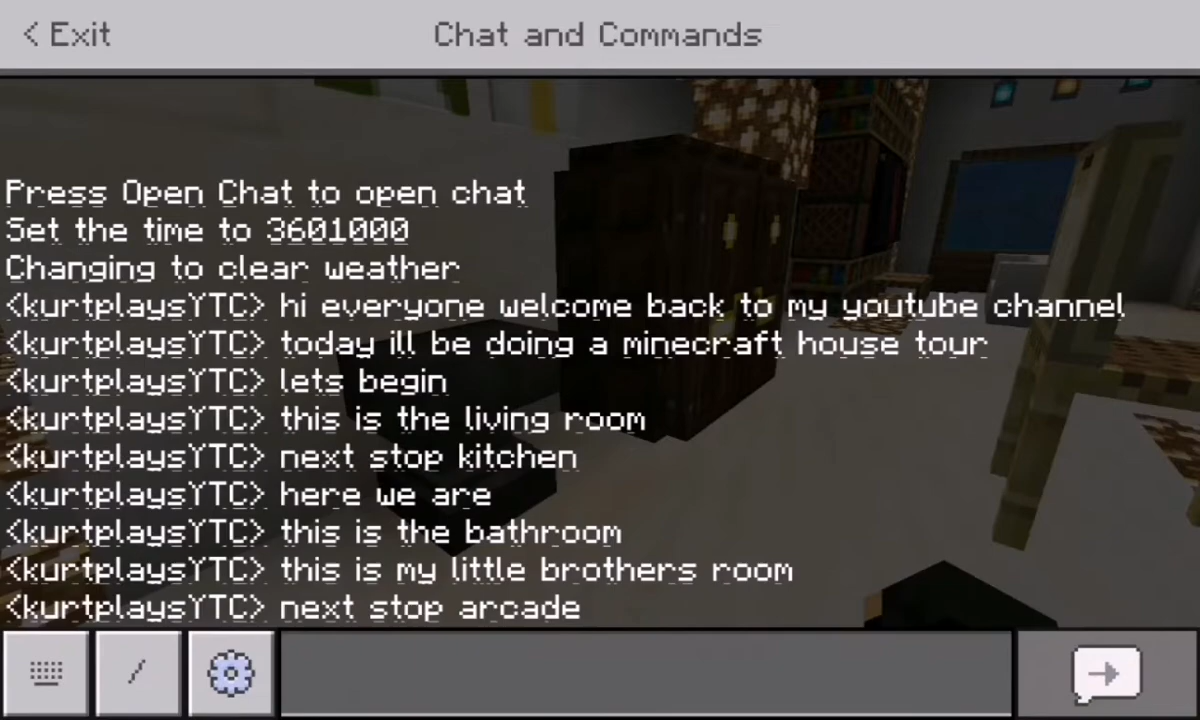 < Exit
Chat and Commands
Press Open Chat to open chat
Set the time to 3601000
Changing to clear weather
<kurtplaysYTC> hi everyone welcome back to my youtube channel
<kurtplaysYTC> today ill be doing a minecraft house tour
<kurtplaysYTC> lets begin
<kurtplaysYTC> this is the living room
<kurtplaysYTC> next stop kitchen
<kurtplaysYTC> here we are
<kurtplaysYTC> this is the bathroom
<kurtplaysYTC> this is my little brothers room
<kurtplaysYTC> next stop arcade
/